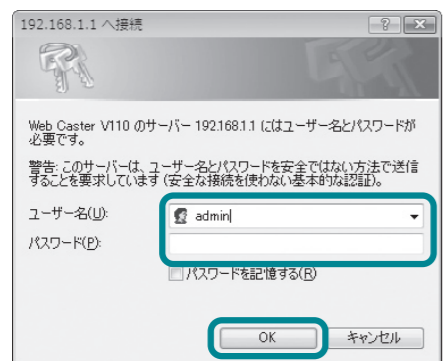 192.168.1.1 へ接続
Web Caster V110 のサーバー 192.168.1.1 にはユーザー名とパスワードが
必要です。
警告: このサーバーは、ユーザー名とパスワードを安全ではない方法で送信
することを要求しています (安全な接続を使わない基本的な認証)。
ユーザー名(U):
admin
パスワード(P):
パスワードを記憶する(R)
OK
キャンセル